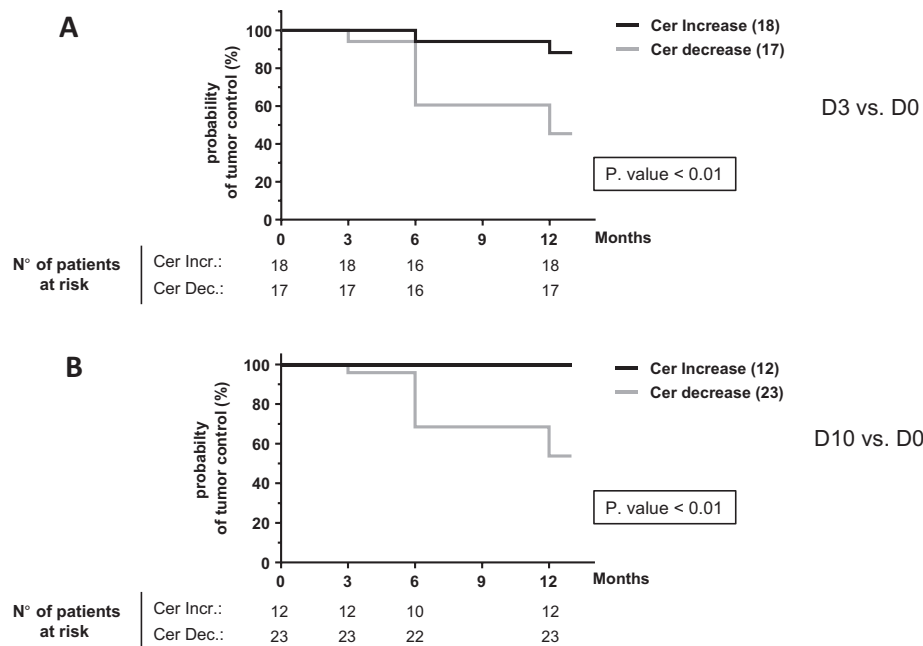 A
100
80
60
40
20
0
probability
of tumor control (%)
Cer Increase (18)
Cer decrease (17)
D3 vs. D0
P. value < 0.01
0 3 6 9 12 Months
N° of patients
at risk
Cer Incr.: 18 18 16 18
Cer Dec.: 17 17 16 17
B
100
80
60
40
20
0
probabilty
of tumor control (%)
Cer Increase (12)
Cer decrease (23)
D10 vs. D0
P. value < 0.01
0 3 6 9 12 Months
N° of patients
at risk
Cer Incr.: 12 12 10 12
Cer Dec.: 23 23 22 23